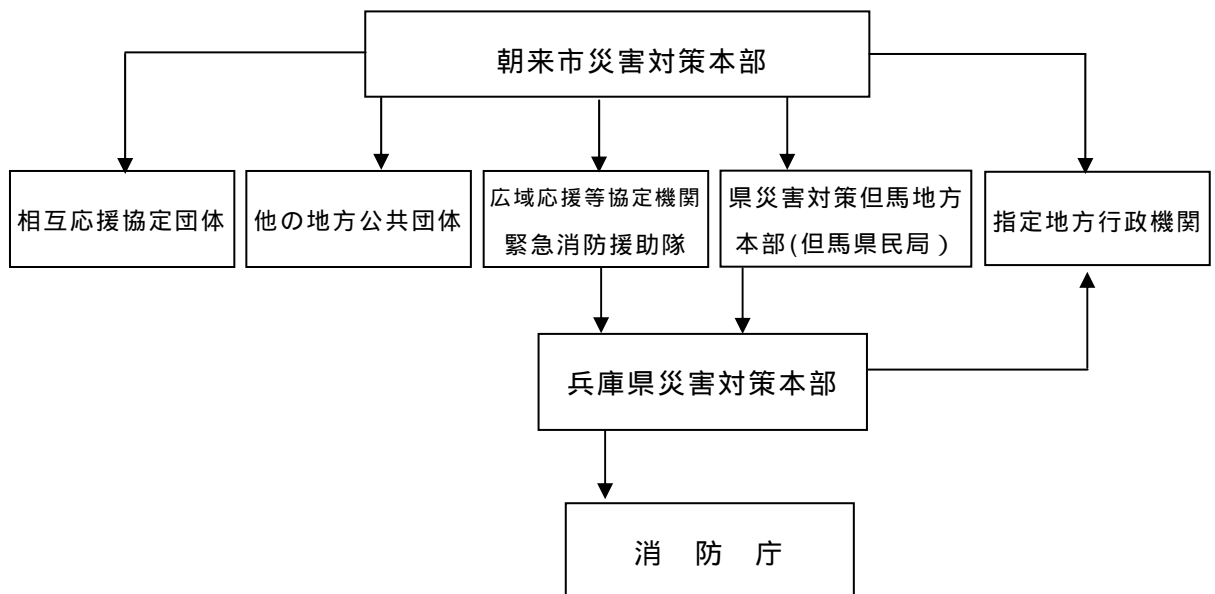 朝来市災害対策本部
相互応援協定団体
他の地方公共団体
広域応援等協定機関
緊急消防援助隊
県災害対策但馬地方
本部(但馬県民局）
指定地方行政機関
兵庫県災害対策本部
消　防　庁